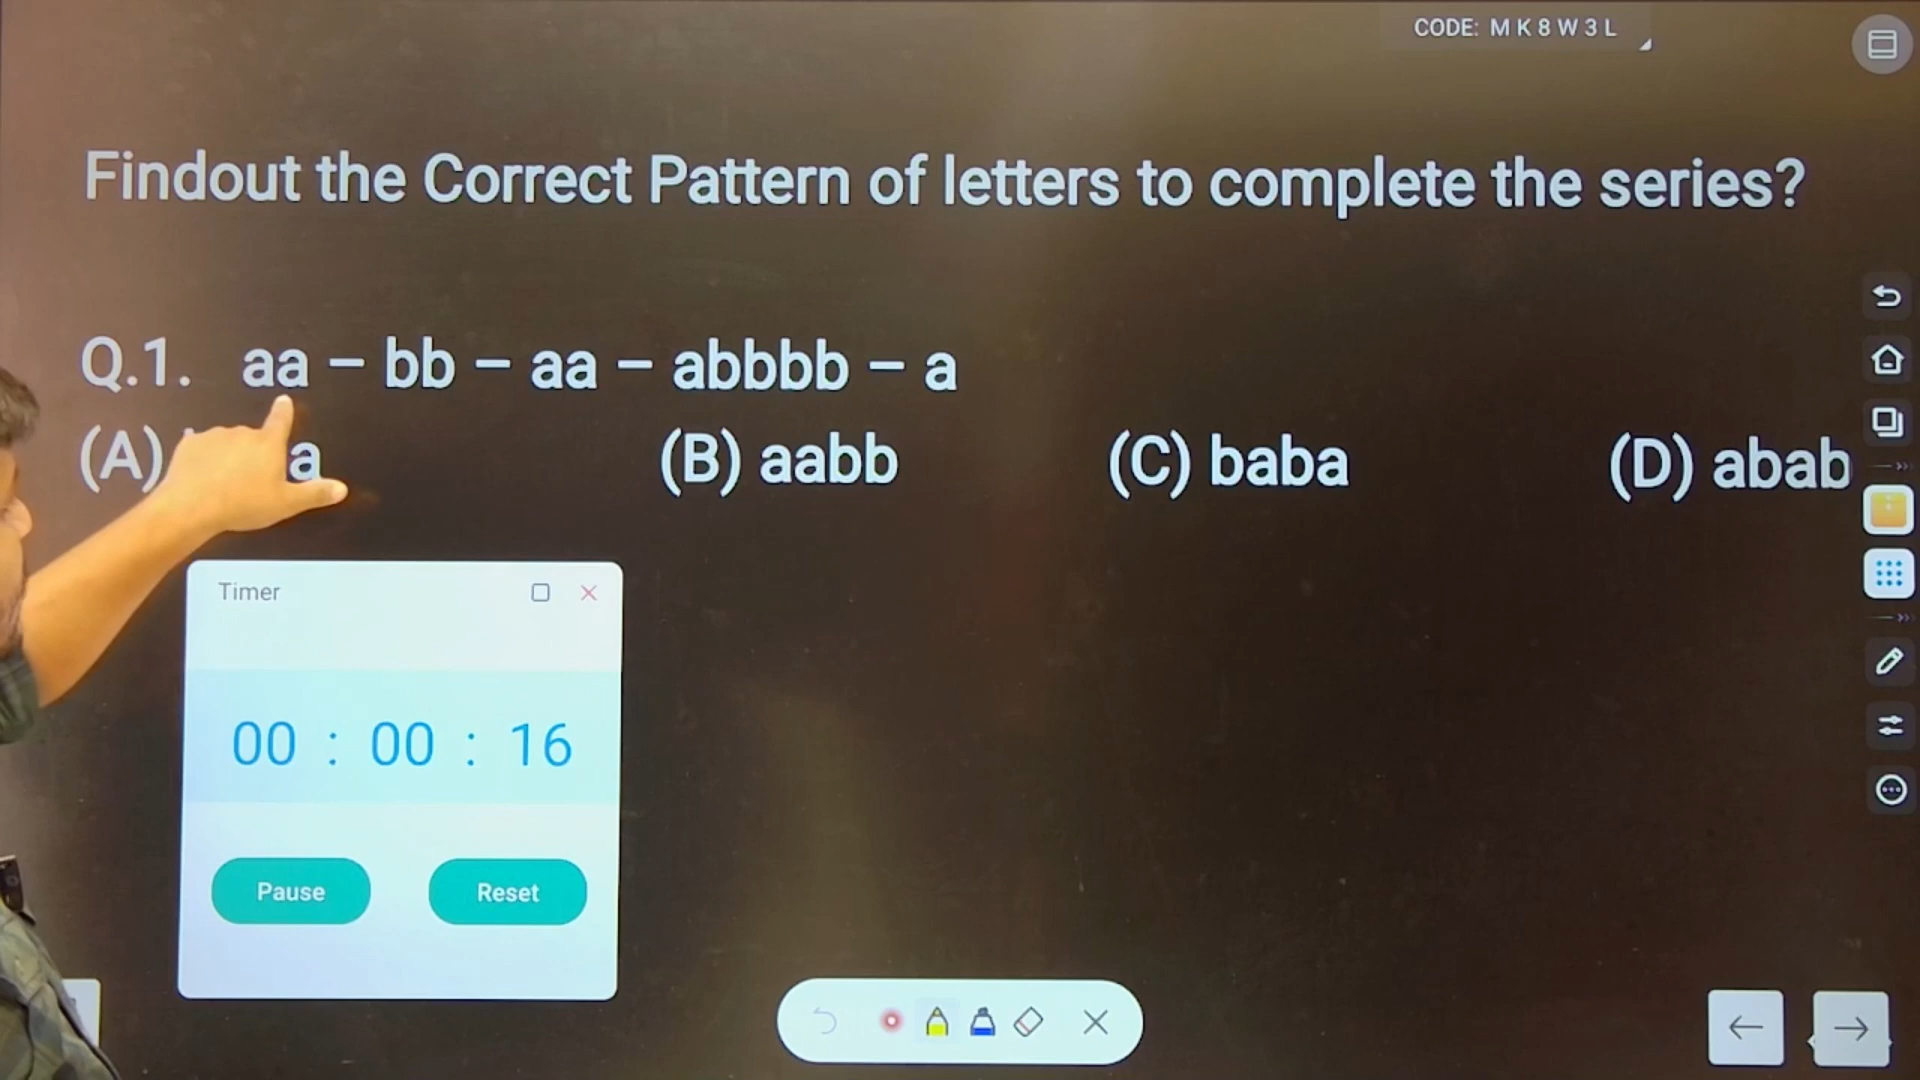 CODE: M K 8 W 3 L
Findout the Correct Pattern of letters to complete the series?
Q.1. aa – bb – aa – abbbb – a
(A) a (B) aabb (C) baba (D) abab
Timer
00 : 00 : 16
Pause Reset